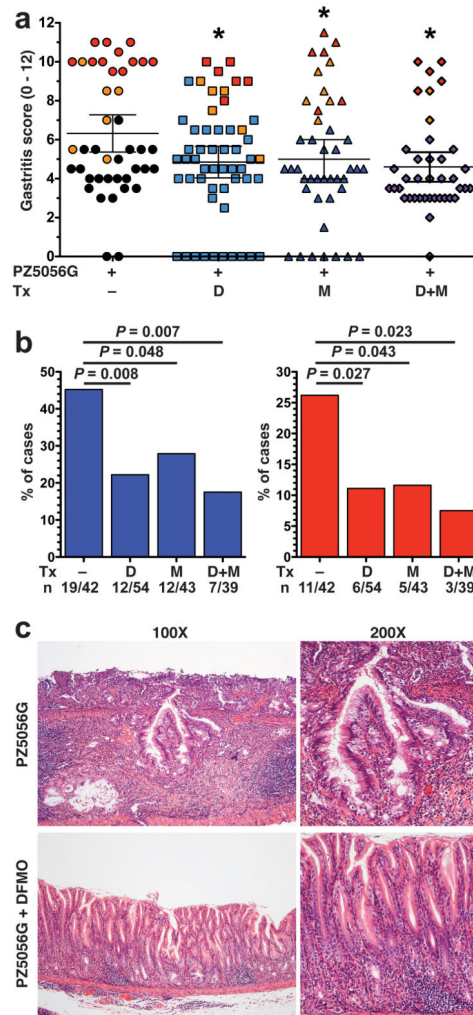 a
* * *
Gastritis score (0 - 12)
12
10
8
6
4
2
0
PZ5056G + + + +
Tx – D M D+M
b
P = 0.007
P = 0.048
P = 0.008
% of cases
50
40
30
20
10
0
Tx – D M D+M
n 19/42 12/54 12/43 7/39
P = 0.023
P = 0.043
P = 0.027
% of cases
30
25
20
15
10
5
0
Tx – D M D+M
n 11/42 6/54 5/43 3/39
c
100X 200X
PZ5056G
PZ5056G + DFMO